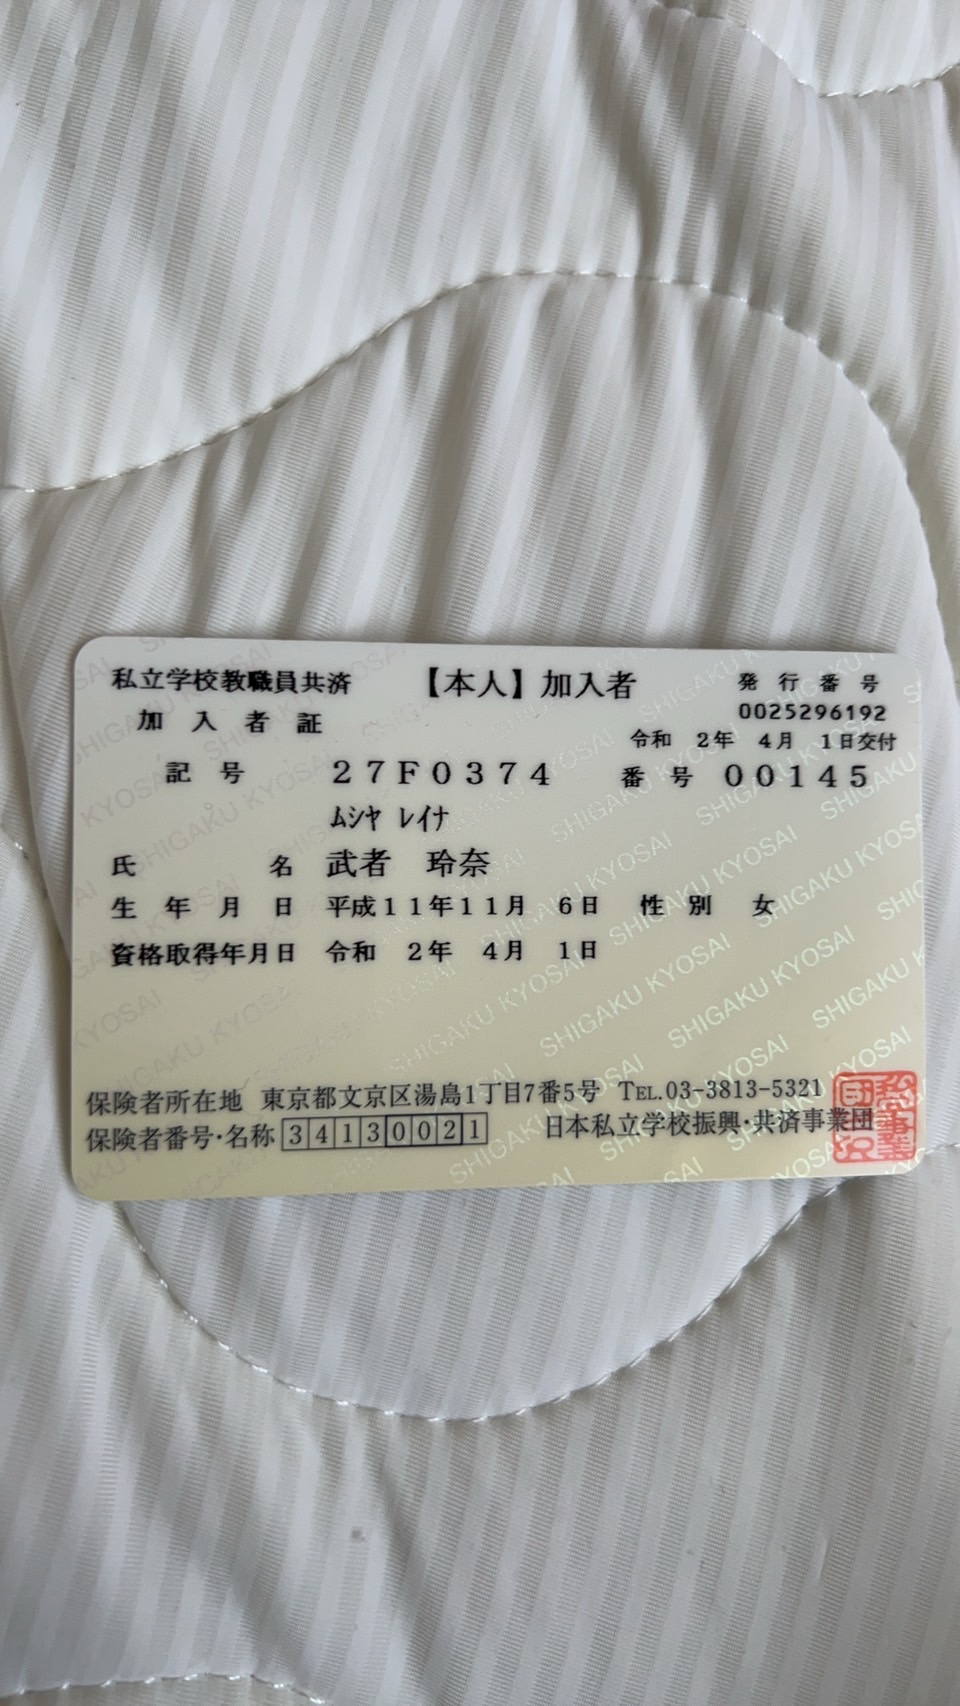 私立学校教職員共済 【本人】加入者 発行番号
加入者証 0025296192
令和 2年 4月 1日交付
記号 27F0374 番号 00145
ムシヤ レイナ
氏名 武者 玲奈
生年月日 平成11年11月 6日 性別 女
資格取得年月日 令和 2年 4月 1日
保険者所在地 東京都文京区湯島1丁目7番5号 TEL.03-3813-5321
保険者番号・名称 34130021 日本私立学校振興・共済事業団
SHIGAKU KYOSAI